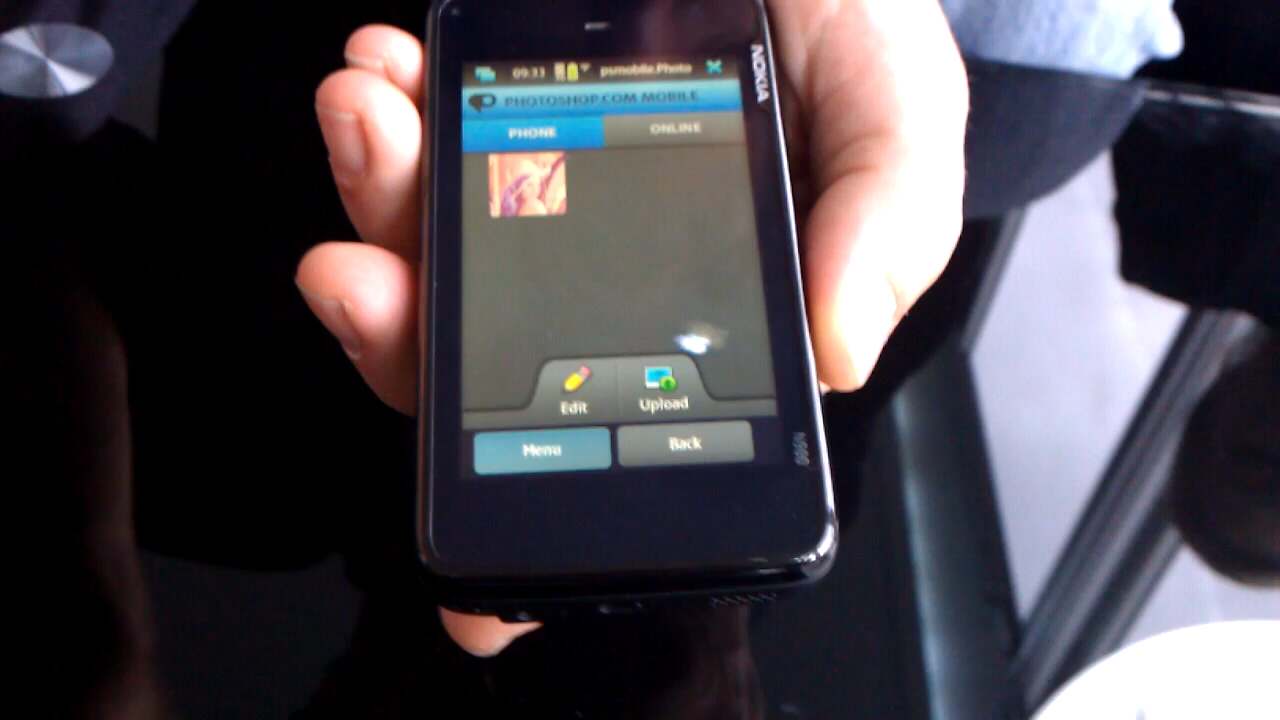 09:33 psmobile.Photo
PHOTOSHOP.COM MOBILE
PHONE ONLINE
Edit Upload
Menu Back
NOKIA
N900